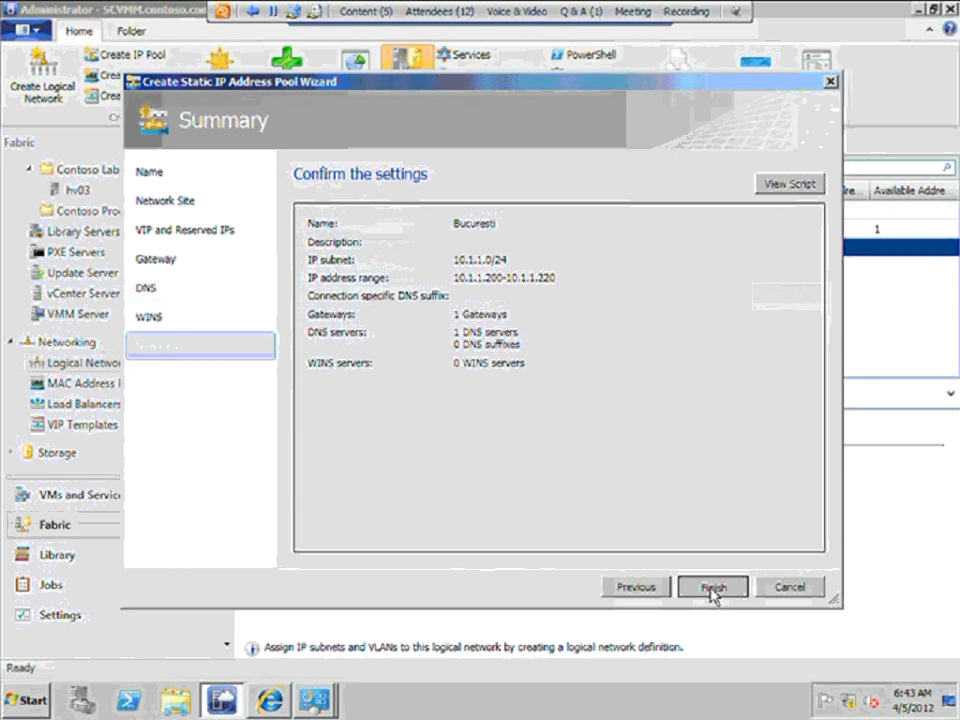 Administrator - SCVMM.contoso.com
Content (5) Attendees (12) Voice & Video Q & A (1) Meeting Recording
Home Folder
Create IP Pool
Services
PowerShell
Create Logical
Network
Create Static IP Address Pool Wizard
Summary
Fabric
Contoso Lab
hv03
Library Servers
PXE Servers
Update Server
vCenter Server
VMM Server
Networking
MAC Address
Load Balancers
VIP Templates
Storage
VMs and
Fabric
Library
Jobs
Settings
Name
Network Site
VIP and Reserved IPs
Gateway
DNS
WINS
Confirm the settings
View Script
Name: Bucuresti
Description:
IP subnet: 10.1.1.0/24
IP address range: 10.1.1.200-10.1.1.220
Connection specific DNS suffix:
Gateways: 1 Gateways
DNS servers: 1 DNS servers
0 DNS suffixes
WINS servers: 0 WINS servers
Previous Finish Cancel
Available Addre...
1
Assign IP subnets and VLANs to this logical network by creating a logical network definition.
Ready
Start
6:43 AM
4/5/2012